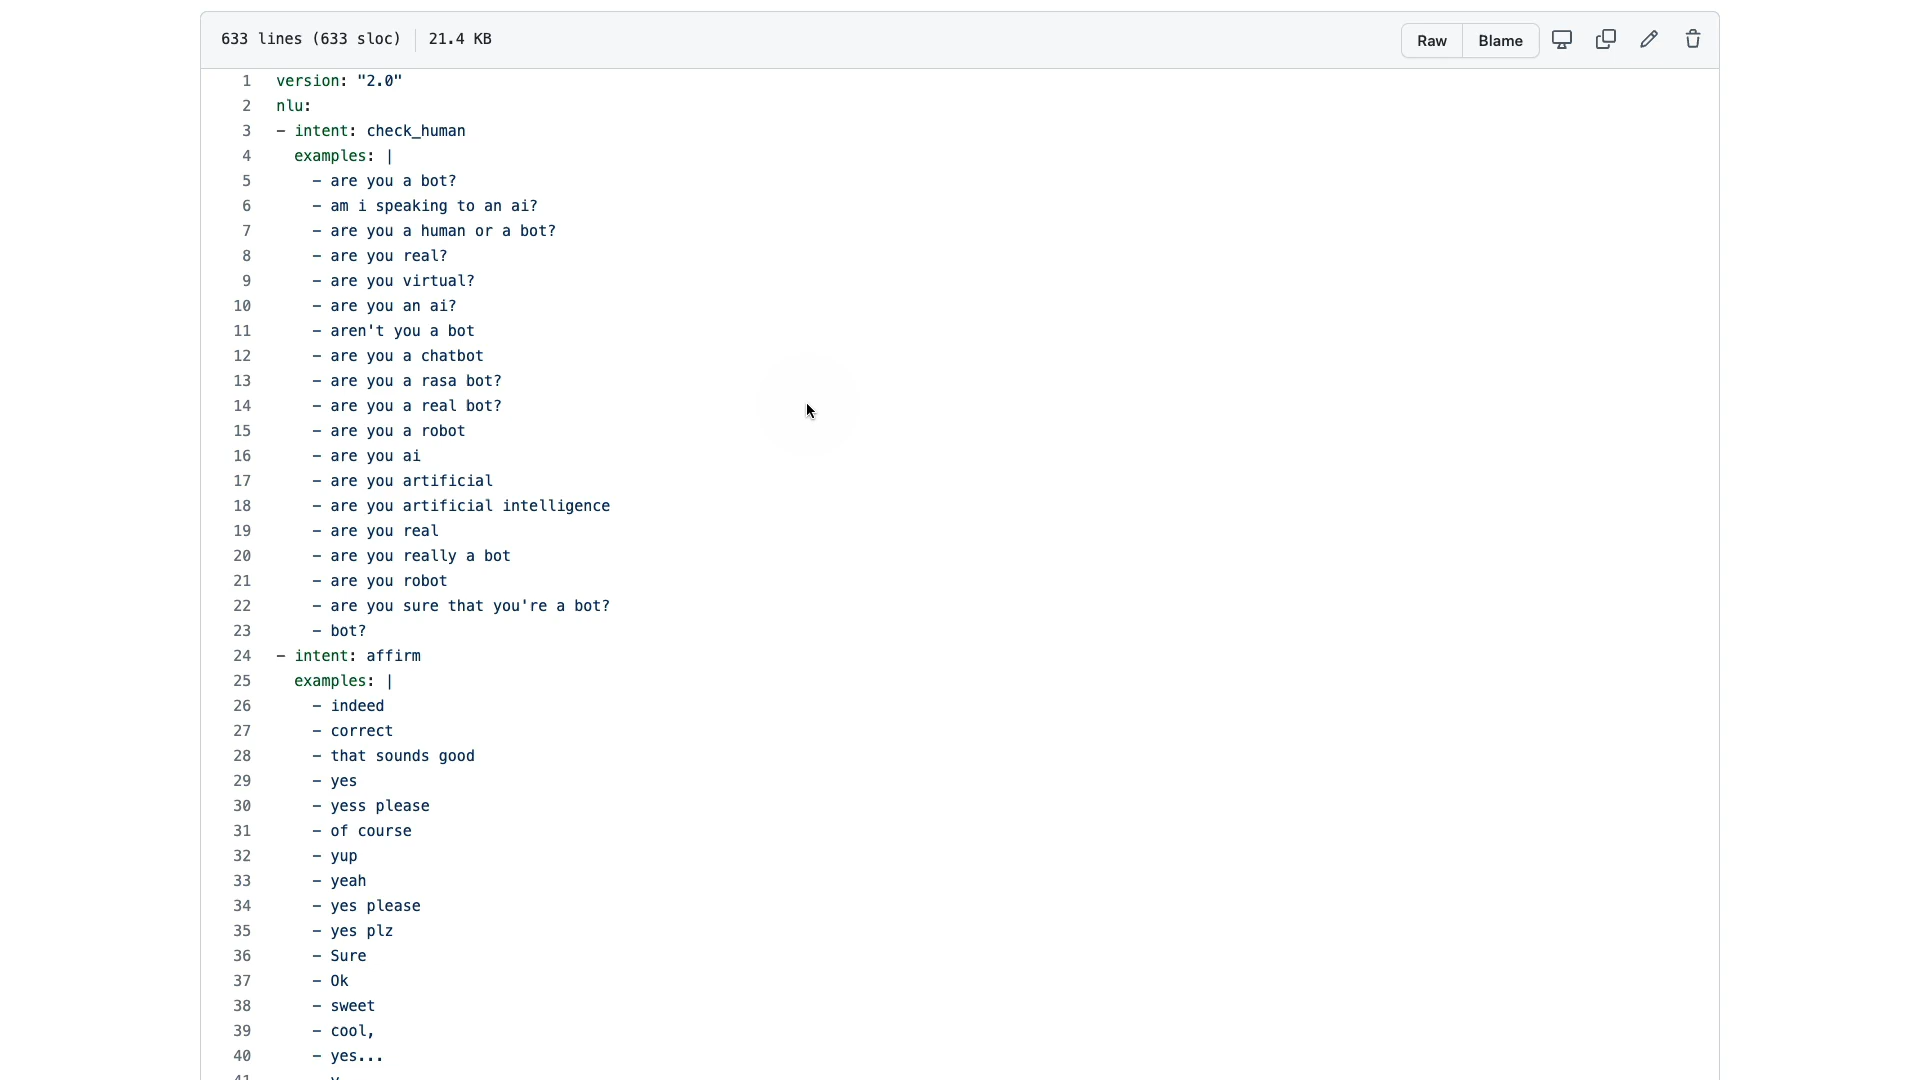 633 lines (633 sloc) 21.4 KB
Raw Blame
1 version: "2.0"
2 nlu:
3 - intent: check_human
4 examples: |
5 - are you a bot?
6 - am i speaking to an ai?
7 - are you a human or a bot?
8 - are you real?
9 - are you virtual?
10 - are you an ai?
11 - aren't you a bot
12 - are you a chatbot
13 - are you a rasa bot?
14 - are you a real bot?
15 - are you a robot
16 - are you ai
17 - are you artificial
18 - are you artificial intelligence
19 - are you real
20 - are you really a bot
21 - are you robot
22 - are you sure that you're a bot?
23 - bot?
24 - intent: affirm
25 examples: |
26 - indeed
27 - correct
28 - that sounds good
29 - yes
30 - yess please
31 - of course
32 - yup
33 - yeah
34 - yes please
35 - yes plz
36 - Sure
37 - Ok
38 - sweet
39 - cool,
40 - yes...
41